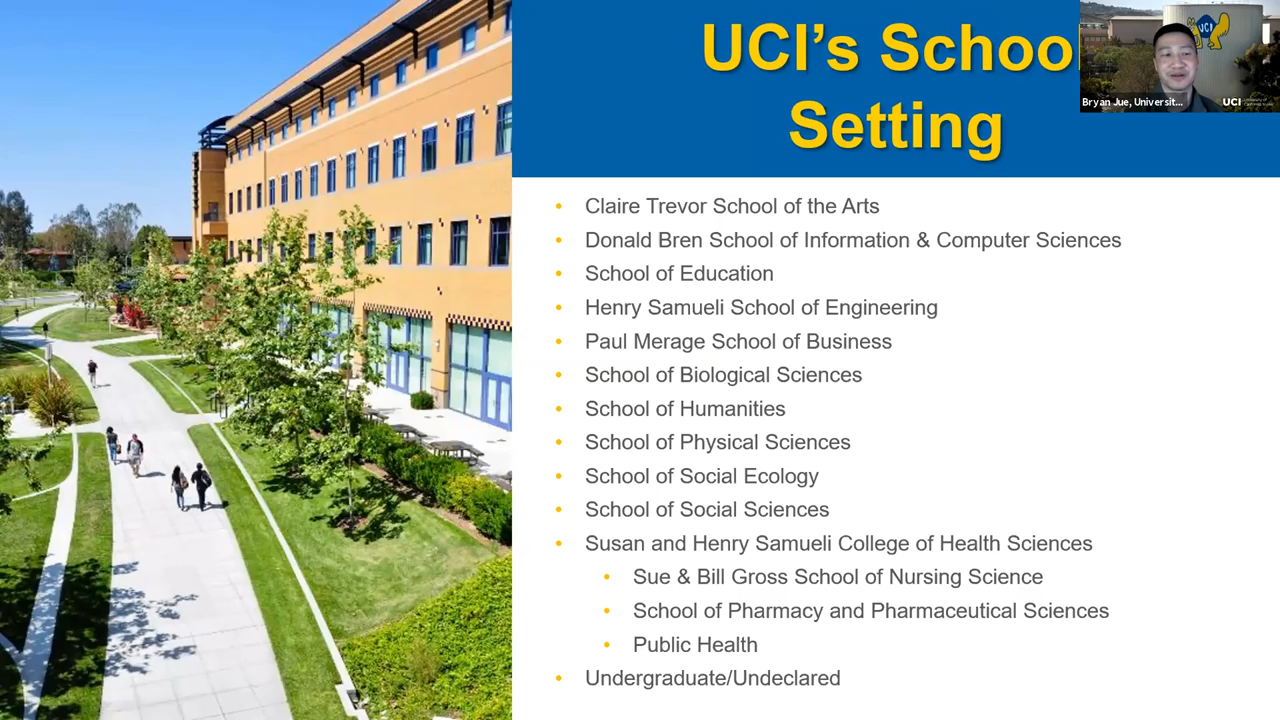 UCI's Schoo
Setting
UCI
Bryan Jue, Universit...
UCI
• Claire Trevor School of the Arts
• Donald Bren School of Information & Computer Sciences
• School of Education
• Henry Samueli School of Engineering
• Paul Merage School of Business
• School of Biological Sciences
• School of Humanities
• School of Physical Sciences
• School of Social Ecology
• School of Social Sciences
• Susan and Henry Samueli College of Health Sciences
• Sue & Bill Gross School of Nursing Science
• School of Pharmacy and Pharmaceutical Sciences
• Public Health
• Undergraduate/Undeclared